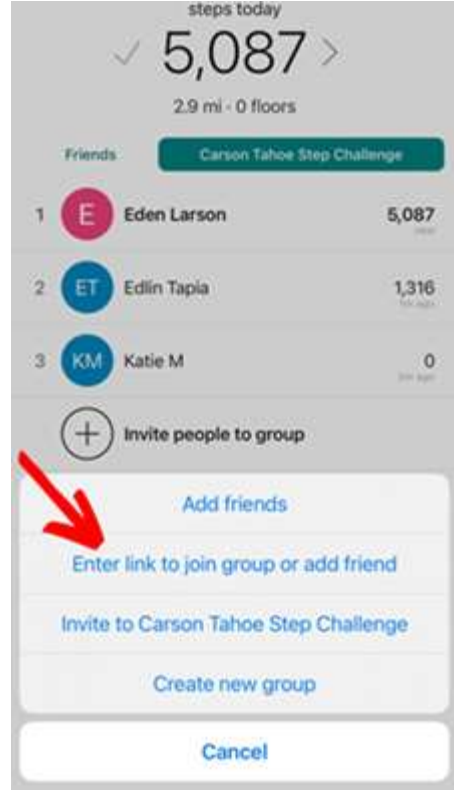 steps today
5,087
2.9 mi - 0 floors
Friends Carson Tahoe Step Challenge
1 E Eden Larson 5,087
2 ET Edlin Tapia 1,316
3 KM Katie M 0
Invite people to group
Add friends
Enter link to join group or add friend
Invite to Carson Tahoe Step Challenge
Create new group
Cancel